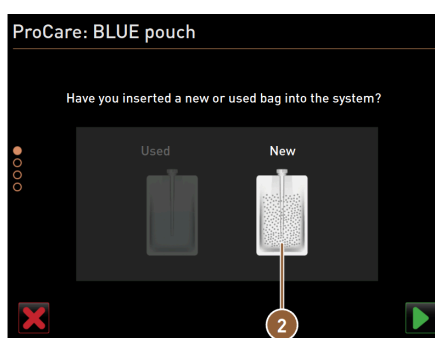 ProCare: BLUE pouch
Have you inserted a new or used bag into the system?
Used
New
2